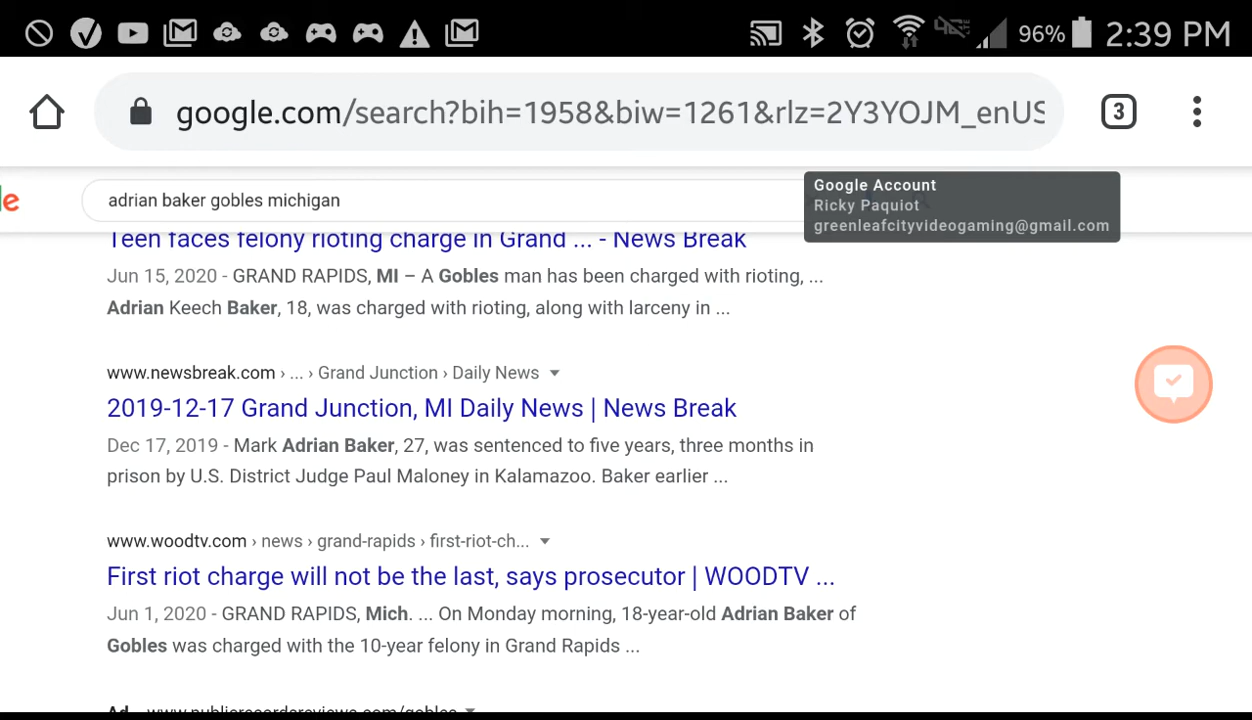 96% 2:39 PM
google.com/search?bih=1958&biw=1261&rlz=2Y3YOJM_enUS
3
e
adrian baker gobles michigan
Google Account
Ricky Paquiot
greenleafcityvideogaming@gmail.com
Teen faces felony rioting charge in Grand ... - News Break
Jun 15, 2020 - GRAND RAPIDS, MI – A Gobles man has been charged with rioting, ...
Adrian Keech Baker, 18, was charged with rioting, along with larceny in ...
www.newsbreak.com › ... › Grand Junction › Daily News
2019-12-17 Grand Junction, MI Daily News | News Break
Dec 17, 2019 - Mark Adrian Baker, 27, was sentenced to five years, three months in
prison by U.S. District Judge Paul Maloney in Kalamazoo. Baker earlier ...
www.woodtv.com › news › grand-rapids › first-riot-ch...
First riot charge will not be the last, says prosecutor | WOODTV ...
Jun 1, 2020 - GRAND RAPIDS, Mich. ... On Monday morning, 18-year-old Adrian Baker of
Gobles was charged with the 10-year felony in Grand Rapids ...
Ad www.publicrecordsreviews.com/gobles